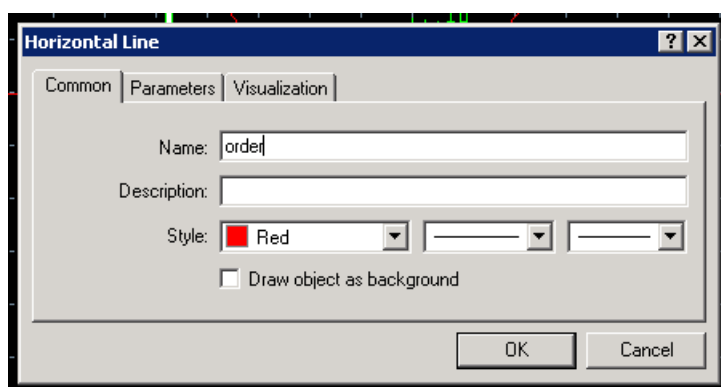 Horizontal Line
Common Parameters Visualization
Name: order
Description:
Style: Red
Draw object as background
OK Cancel